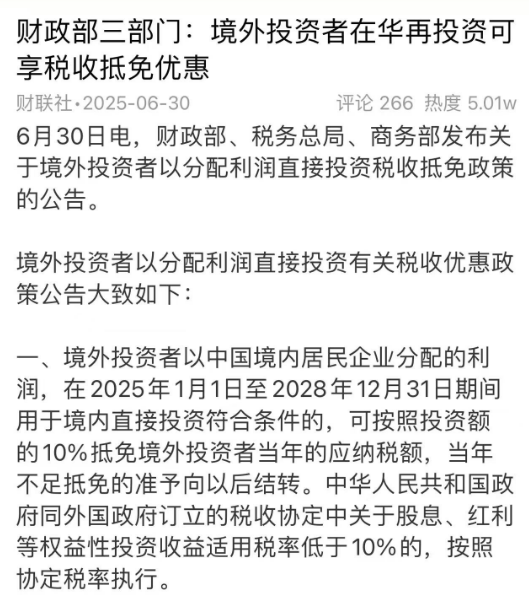 财政部三部门：境外投资者在华再投资可
享税收抵免优惠
财联社·2025-06-30 评论 266 热度 5.01w
6月30日电，财政部、税务总局、商务部发布关
于境外投资者以分配利润直接投资税收抵免政策
的公告。
境外投资者以分配利润直接投资有关税收优惠政
策公告大致如下：
一、境外投资者以中国境内居民企业分配的利
润，在2025年1月1日至2028年12月31日期间
用于境内直接投资符合条件的，可按照投资额
的10%抵免境外投资者当年的应纳税额，当年
不足抵免的准予向以后结转。中华人民共和国政
府同外国政府订立的税收协定中关于股息、红利
等权益性投资收益适用税率低于10%的，按照
协定税率执行。